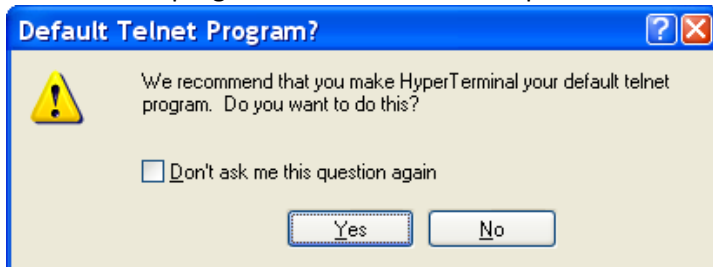 Default Telnet Program?
We recommend that you make HyperTerminal your default telnet
program. Do you want to do this?
Don't ask me this question again
Yes
No